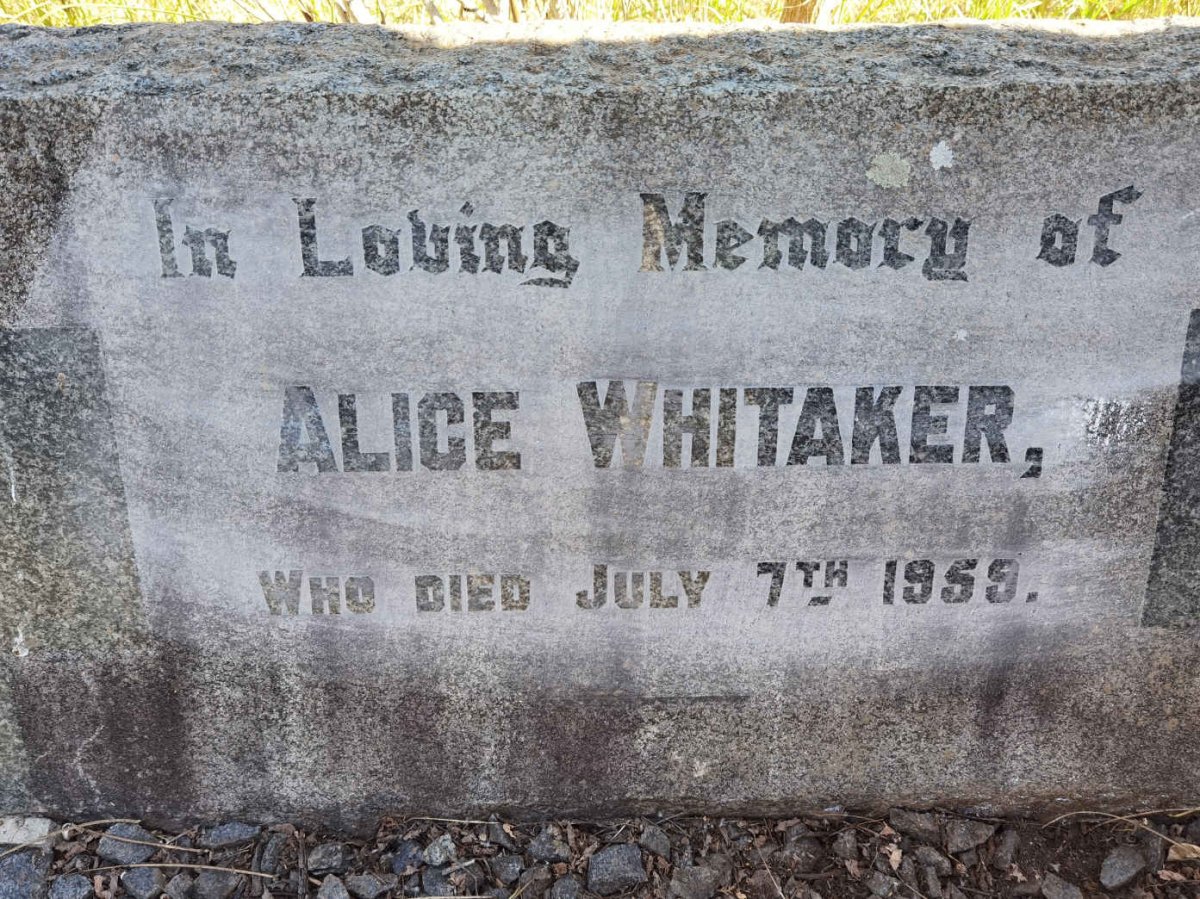 In Loving Memory of
ALICE WHITAKER,
WHO DIED JULY 7TH 1959.